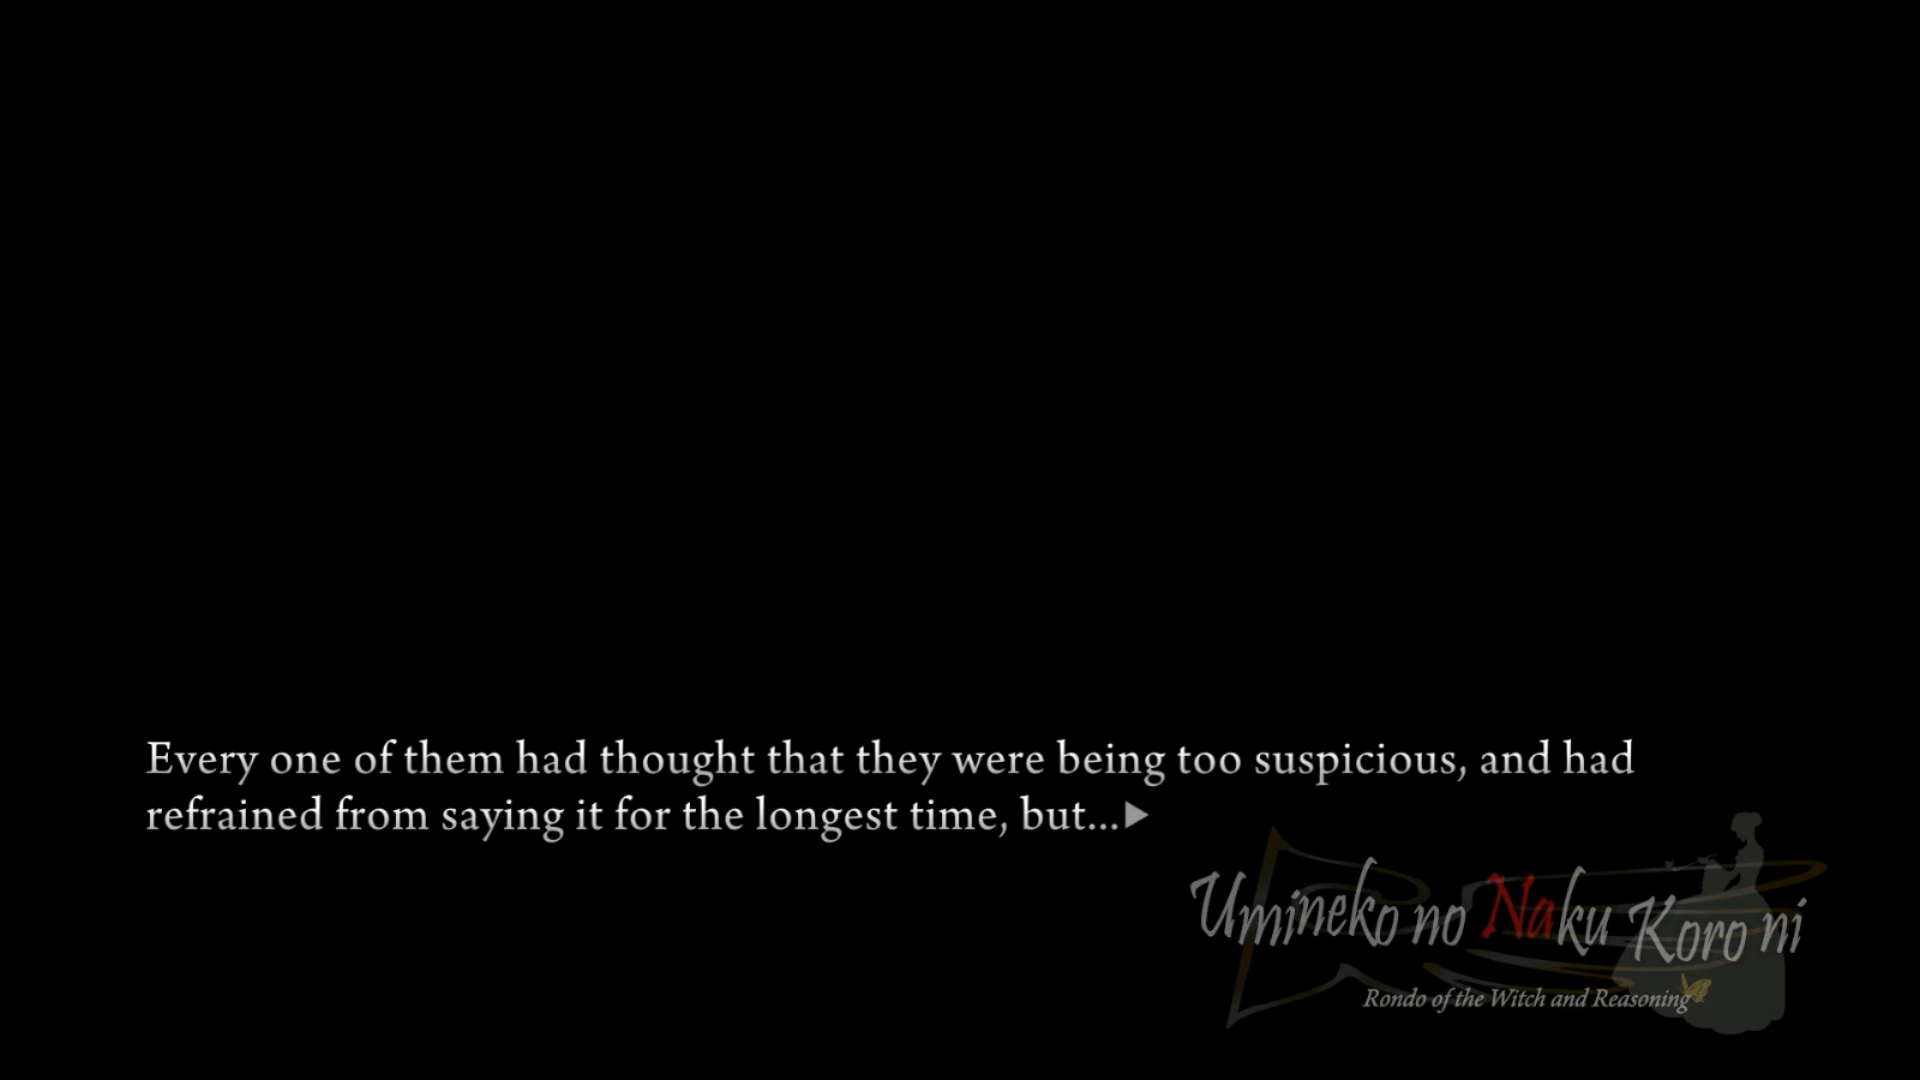 Every one of them had thought that they were being too suspicious, and had
refrained from saying it for the longest time, but...
Umineko no Naku Koro ni
Rondo of the Witch and Reasoning